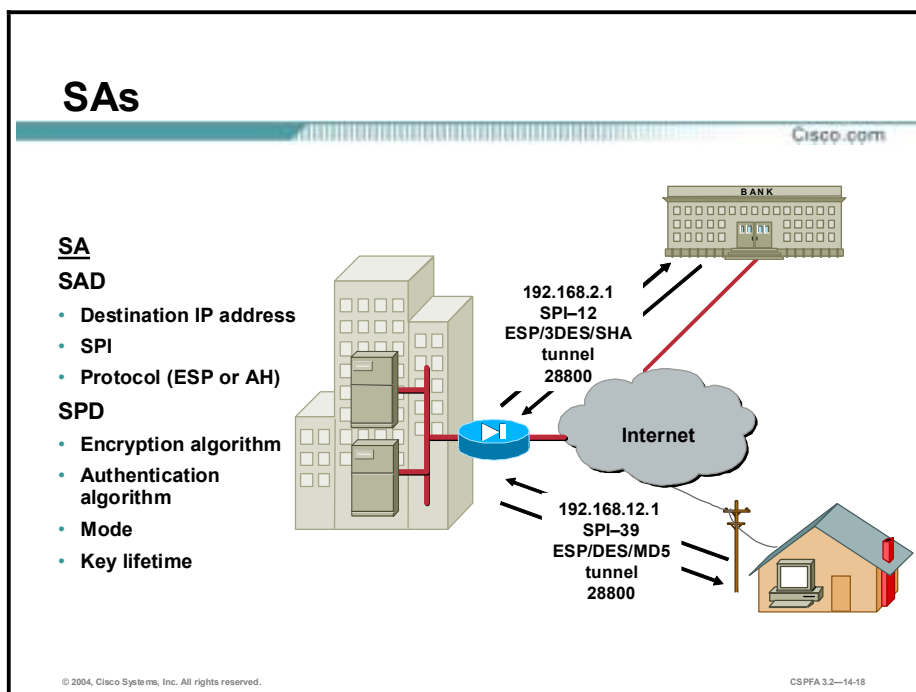 SAs
Cisco.com
SA
SAD
• Destination IP address
• SPI
• Protocol (ESP or AH)
SPD
• Encryption algorithm
• Authentication
algorithm
• Mode
• Key lifetime
BANK
192.168.2.1
SPI–12
ESP/3DES/SHA
tunnel
28800
Internet
192.168.12.1
SPI–39
ESP/DES/MD5
tunnel
28800
© 2004, Cisco Systems, Inc. All rights reserved.
CSPFA 3.2—14-18